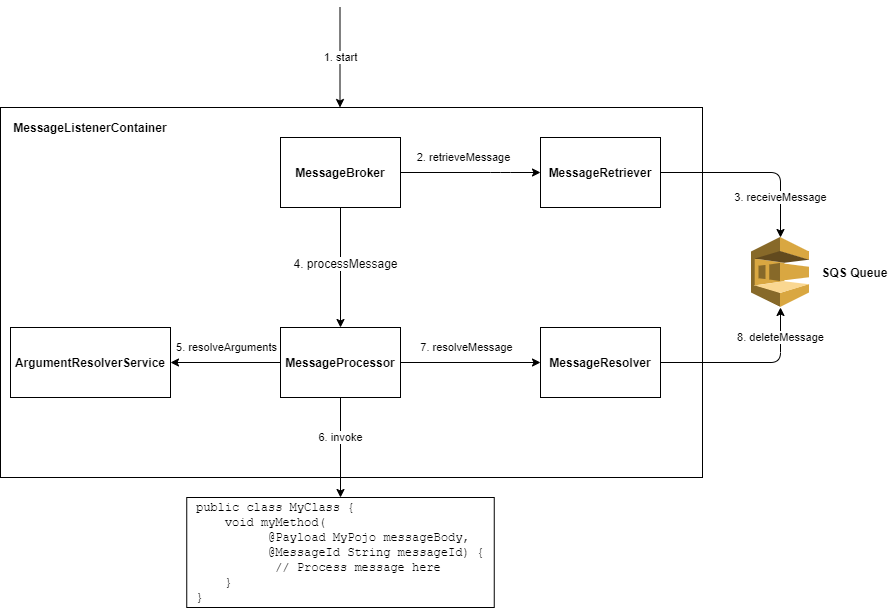 1. start
MessageListenerContainer
MessageBroker
2. retrieveMessage
MessageRetriever
3. receiveMessage
4. processMessage
SQS Queue
ArgumentResolverService
5. resolveArguments
MessageProcessor
7. resolveMessage
MessageResolver
8. deleteMessage
6. invoke
public class MyClass {
    void myMethod(
          @Payload MyPojo messageBody,
          @MessageId String messageId) {
           // Process message here
    }
}